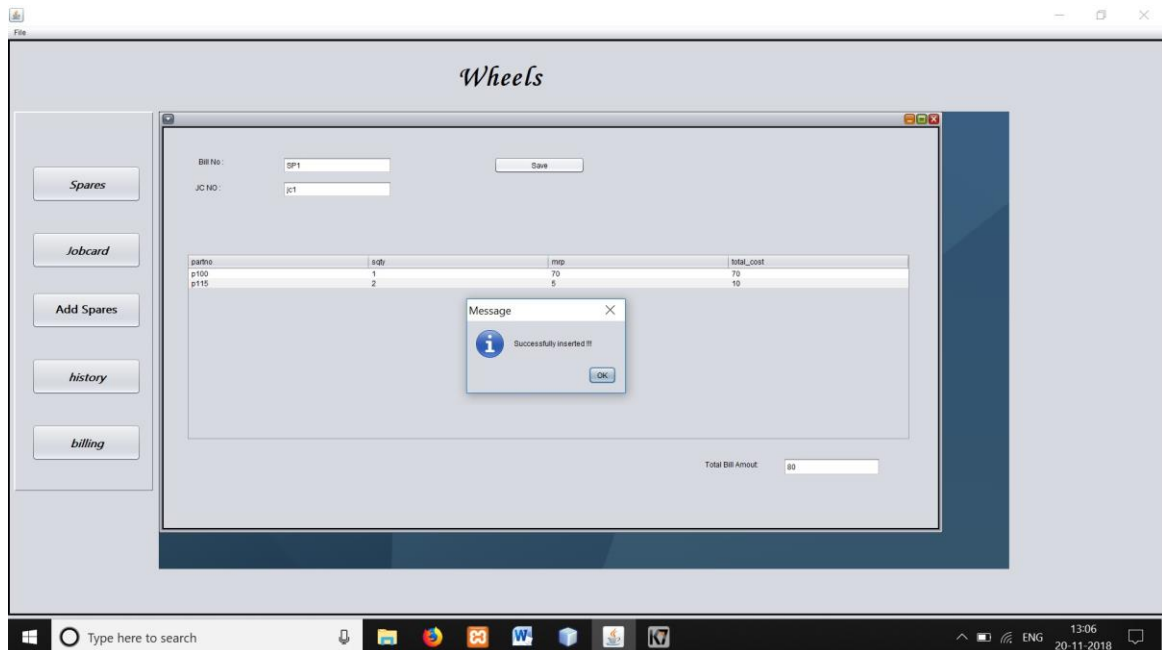 File
Wheels
Bill No :
SP1
Save
JC NO :
jc1
Spares
Jobcard
Add Spares
history
billing
partno sqty mrp total_cost
p100 1 70 70
p115 2 5 10
Message
Successfully inserted !!!
OK
Total Bill Amout:
80
Type here to search
ENG
13:06
20-11-2018